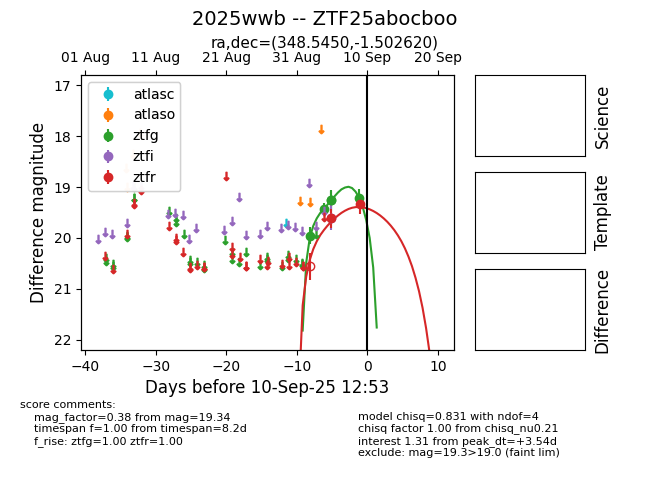 2025wwb -- ZTF25abocboo
ra,dec=(348.5450,-1.502620)
01 Aug
11 Aug
21 Aug
31 Aug
10 Sep
20 Sep
17
18
19
20
21
22
Difference magnitude
atlasc
atlaso
ztfg
ztfi
ztfr
−40
−30
−20
−10
0
10
Days before 10-Sep-25 12:53
Science
Template
Difference
score comments:
mag_factor=0.38 from mag=19.34
timespan f=1.00 from timespan=8.2d
f_rise: ztfg=1.00 ztfr=1.00
model chisq=0.831 with ndof=4
chisq factor 1.00 from chisq_nu0.21
interest 1.31 from peak_dt=+3.54d
exclude: mag=19.3>19.0 (faint lim)